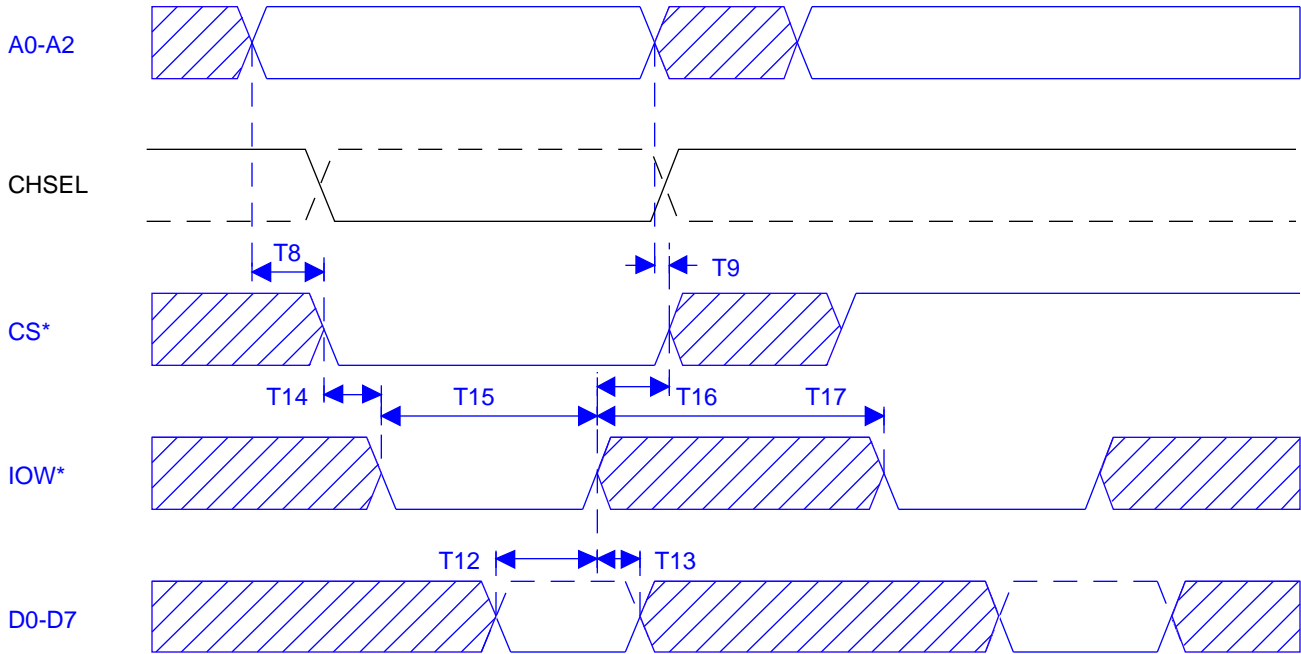 A0-A2
CHSEL
T8
T9
CS*
T14
T15
T16
T17
IOW*
T12
T13
D0-D7